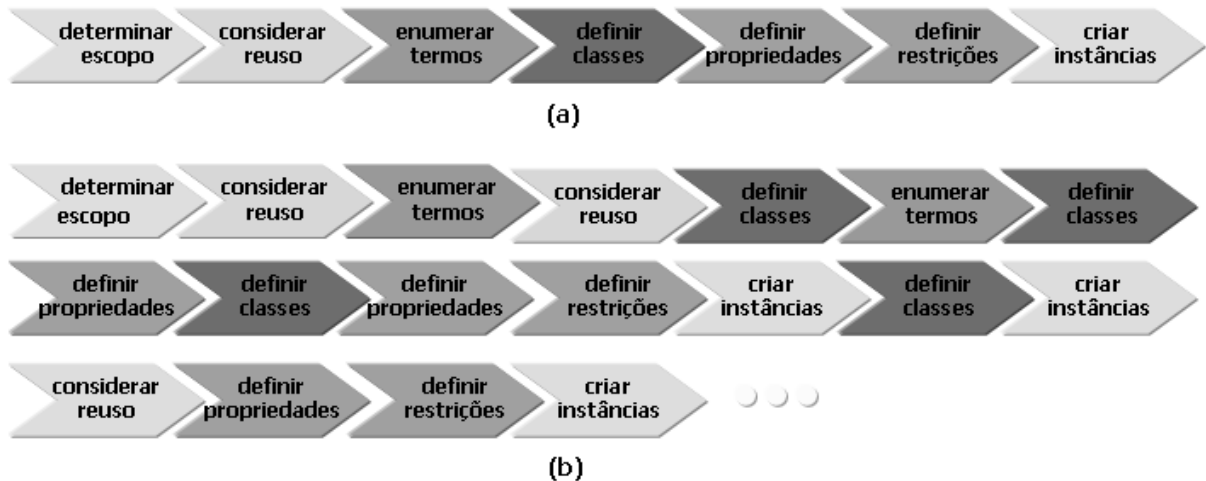 determinar escopo
considerar reuso
enumerar termos
definir classes
definir propriedades
definir restrições
criar instâncias
(a)
determinar escopo
considerar reuso
enumerar termos
considerar reuso
definir classes
enumerar termos
definir classes
definir propriedades
definir classes
definir propriedades
definir restrições
criar instâncias
definir classes
criar instâncias
considerar reuso
definir propriedades
definir restrições
criar instâncias
(b)